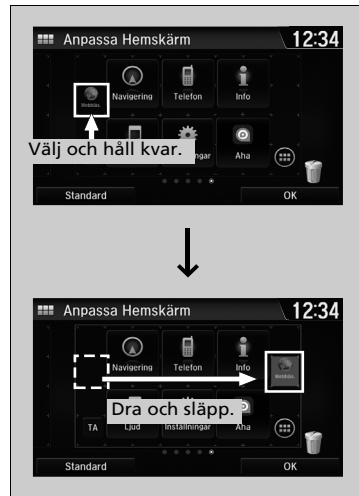 Anpassa Hemskärm 12:34
Webbläs.
Navigering Telefon Info
Välj och håll kvar.
ngar Aha
Standard OK
Anpassa Hemskärm 12:34
Navigering Telefon Info Webbläs.
Dra och släpp.
TA Ljud Inställningar Aha
Standard OK